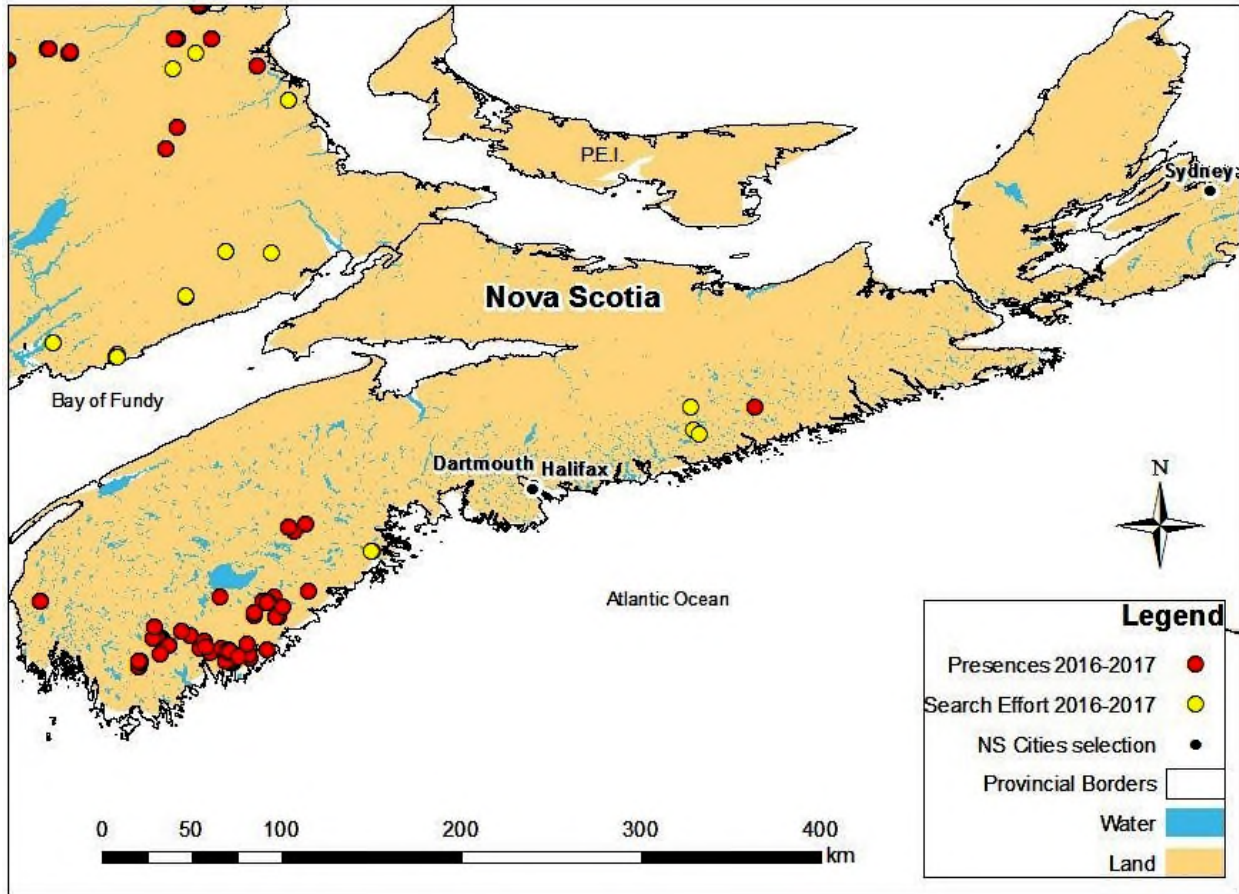 P.E.I.
Sydney
Nova Scotia
Bay of Fundy
Dartmouth Halifax
N
Atlantic Ocean
Legend
Presences 2016-2017
Search Effort 2016-2017
NS Cities selection
Provincial Borders
Water
Land
0 50 100 200 300 400
km